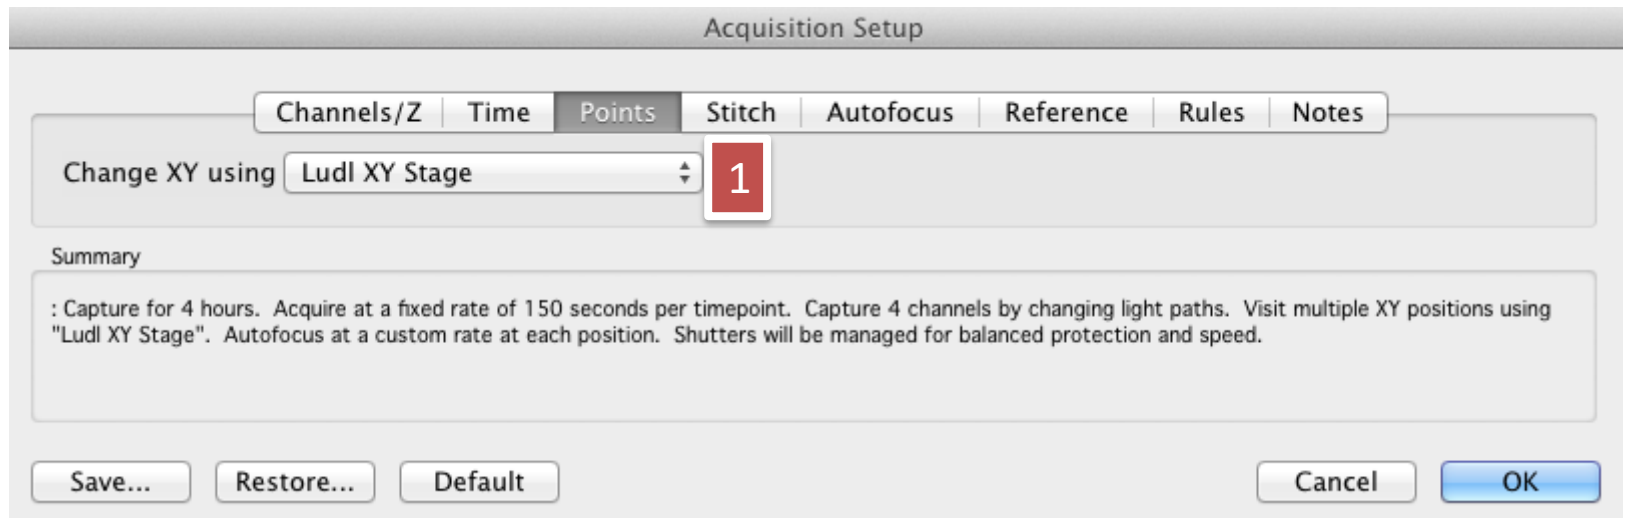 Acquisition Setup
Channels/Z Time Points Stitch Autofocus Reference Rules Notes
Change XY using Ludl XY Stage 1
Summary
: Capture for 4 hours.  Acquire at a fixed rate of 150 seconds per timepoint.  Capture 4 channels by changing light paths.  Visit multiple XY positions using
"Ludl XY Stage".  Autofocus at a custom rate at each position.  Shutters will be managed for balanced protection and speed.
Save... Restore... Default Cancel OK